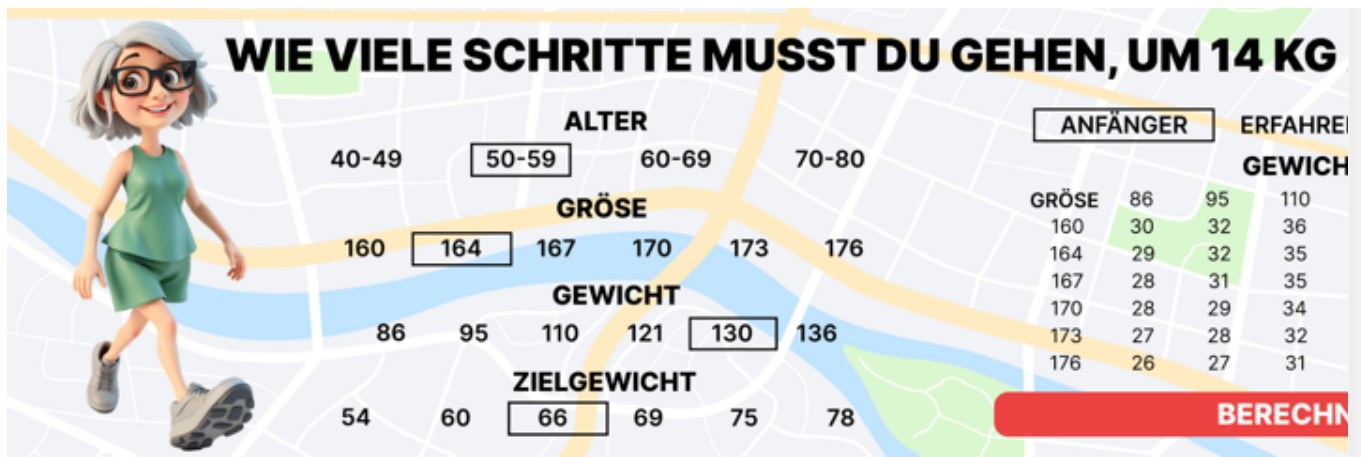 WIE VIELE SCHRITTE MUSST DU GEHEN, UM 14 KG
ALTER
40-49 50-59 60-69 70-80
GRÖSE
160 164 167 170 173 176
GEWICHT
86 95 110 121 130 136
ZIELGEWICHT
54 60 66 69 75 78
ANFÄNGER ERFAHRE
GEWICH
GRÖSE 86 95 110
160 30 32 36
164 29 32 35
167 28 31 35
170 28 29 34
173 27 28 32
176 26 27 31
BERECHN